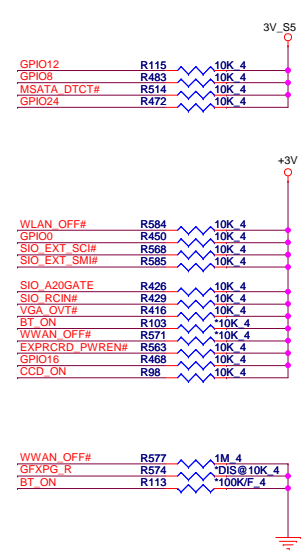 3V_S5
GPIO12 R115 10K_4
GPIO8 R483 10K_4
MSATA_DTCT# R514 10K_4
GPIO24 R472 10K_4
+3V
WLAN_OFF# R584 10K_4
GPIO0 R450 10K_4
SIO_EXT_SCI# R568 10K_4
SIO_EXT_SMI# R585 10K_4
SIO_A20GATE R426 10K_4
SIO_RCIN# R429 10K_4
VGA_OVT# R416 10K_4
BT_ON R103 *10K_4
WWAN_OFF# R571 *10K_4
EXPRCRD_PWREN# R563 10K_4
GPIO16 R468 10K_4
CCD_ON R98 10K_4
WWAN_OFF# R577 1M_4
GFXPG_R R574 *DIS@10K_4
BT_ON R113 *100K/F_4